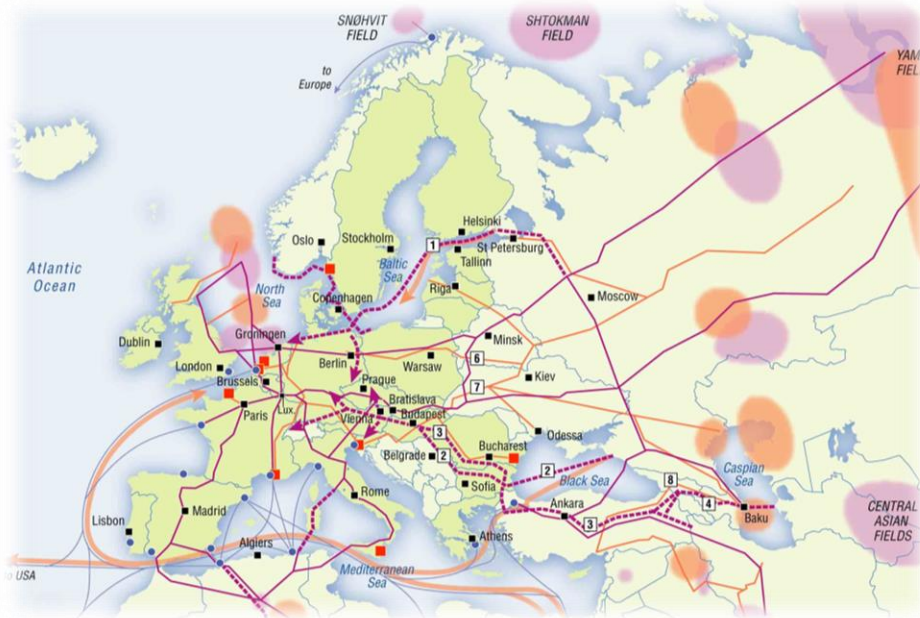 SNØHVIT
FIELD
SHTOKMAN
FIELD
YAM
FIEL
to
Europe
Helsinki
Oslo
Stockholm
1
St Petersburg
Tallinn
Baltic
Sea
Atlantic
Ocean
Riga
North
Sea
Copenhagen
Moscow
Dublin
Groningen
Minsk
London
Berlin
Warsaw
6
Brussels
Prague
7
Kiev
Paris
Lux.
Bratislava
Vienna
Budapest
3
Odessa
Belgrade
2
Bucharest
2
Caspian
Sea
Sofia
Black Sea
8
Rome
Ankara
4
Madrid
Baku
Lisbon
3
CENTRAL
ASIAN
FIELDS
Algiers
Athens
Mediterranean
Sea
to USA